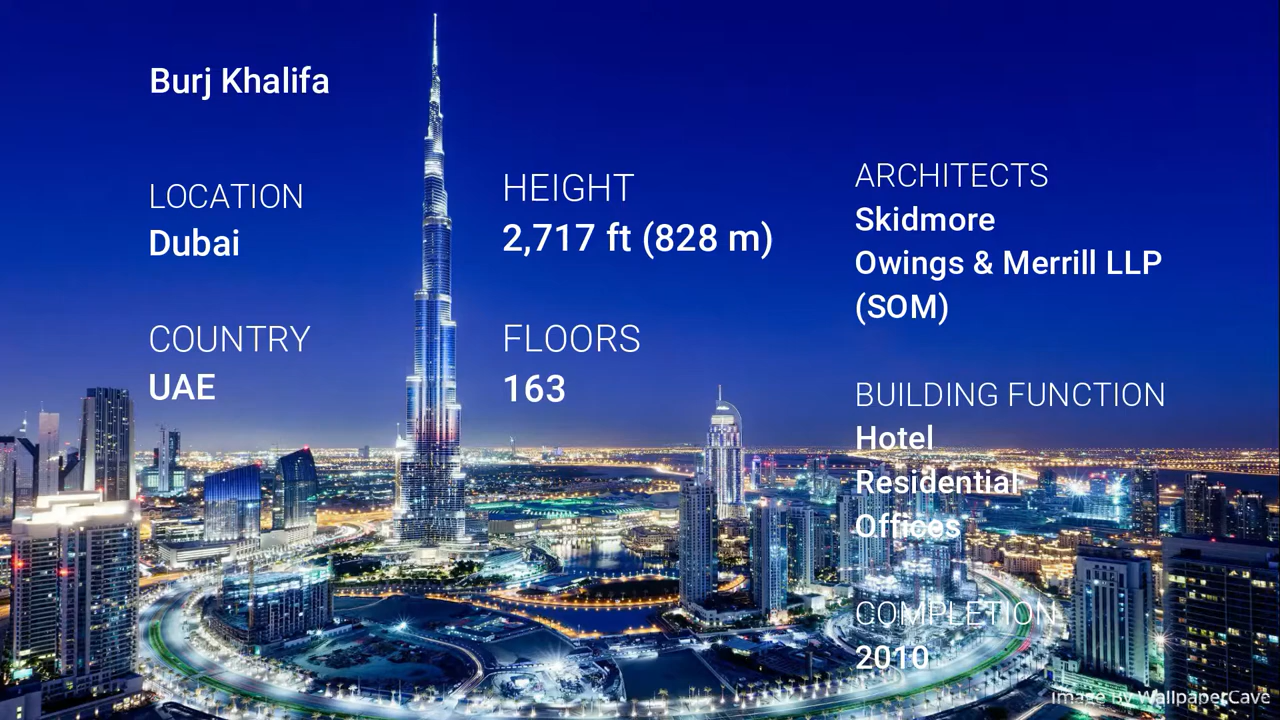 Burj Khalifa
LOCATION
Dubai
COUNTRY
UAE
HEIGHT
2,717 ft (828 m)
FLOORS
163
ARCHITECTS
Skidmore
Owings & Merrill LLP
(SOM)
BUILDING FUNCTION
Hotel
Residential
Offices
COMPLETION
2010
Image by WallpaperCave